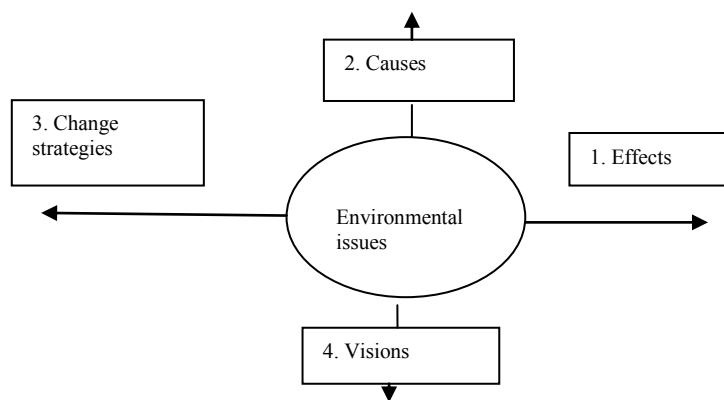 2. Causes
3. Change
strategies
1. Effects
Environmental
issues
4. Visions